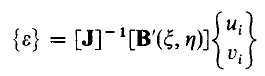 {ε} = [J]⁻¹[B′(ξ, η)]{uᵢ vᵢ}